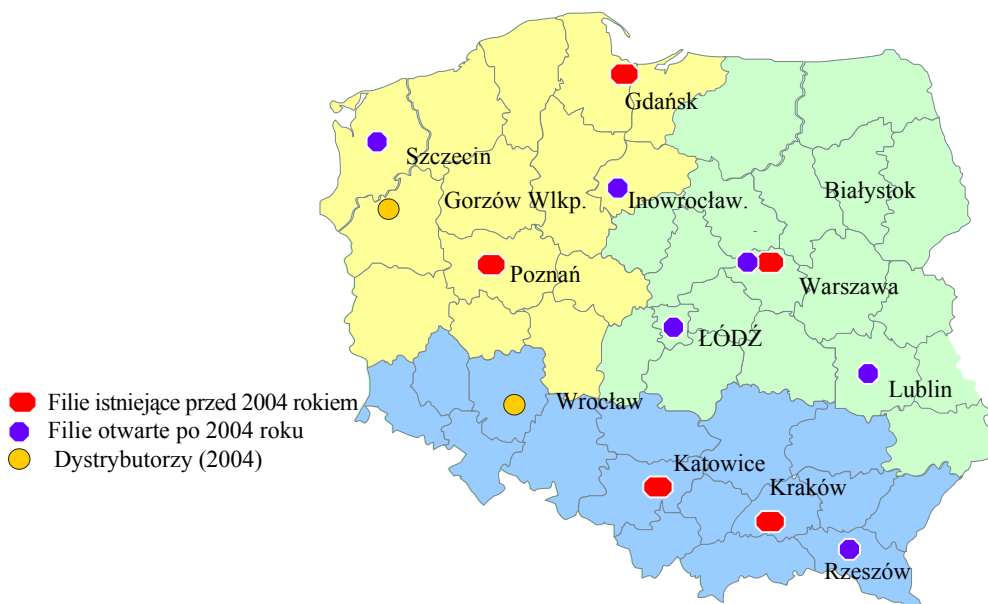 Gdańsk
Szczecin
Białystok
Gorzów Wlkp.
Inowrocław.
Poznań
Warszawa
ŁÓDŹ
Lublin
Wrocław
Filie istniejące przed 2004 rokiem
Filie otwarte po 2004 roku
Dystrybutorzy (2004)
Katowice
Kraków
Rzeszów